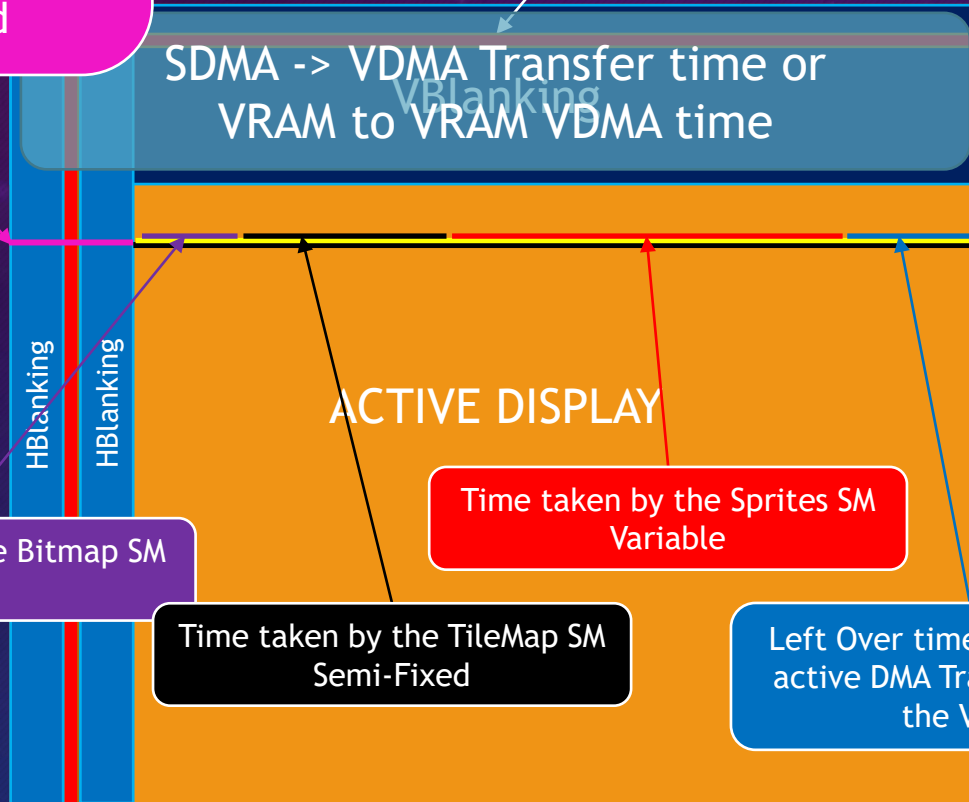 SDMA -> VDMA Transfer time or
VRAM to VRAM VDMA time
VBlanking
HBlanking
HBlanking
ACTIVE DISPLAY
Time taken by the Sprites SM
Variable
Bitmap SM
Time taken by the TileMap SM
Semi-Fixed
Left Over time
active DMA
the